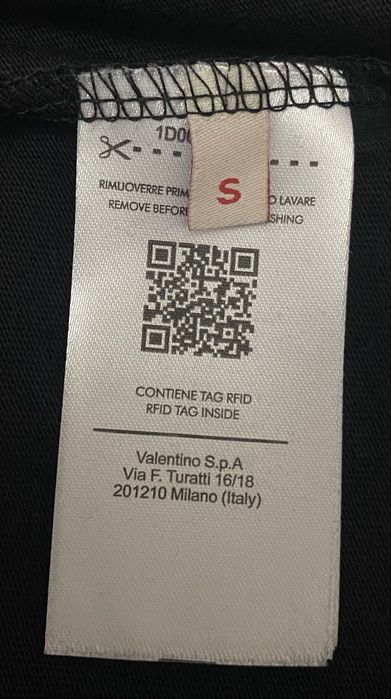 1D0
S
RIMUOVERRE PRIM O LAVARE
REMOVE BEFOR SHING
CONTIENE TAG RFID
RFID TAG INSIDE
Valentino S.p.A
Via F. Turatti 16/18
201210 Milano (Italy)